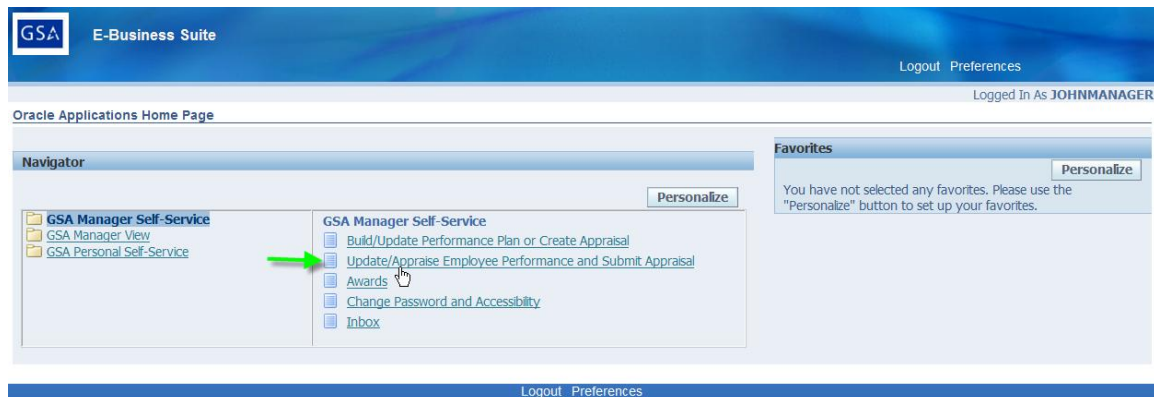 GSA E-Business Suite
Logout Preferences
Logged In As JOHNMANAGER
Oracle Applications Home Page
Navigator
Personalize
GSA Manager Self-Service
GSA Manager View
GSA Personal Self-Service
GSA Manager Self-Service
Build/Update Performance Plan or Create Appraisal
Update/Appraise Employee Performance and Submit Appraisal
Awards
Change Password and Accessibility
Inbox
Favorites
Personalize
You have not selected any favorites. Please use the
"Personalize" button to set up your favorites.
Logout Preferences